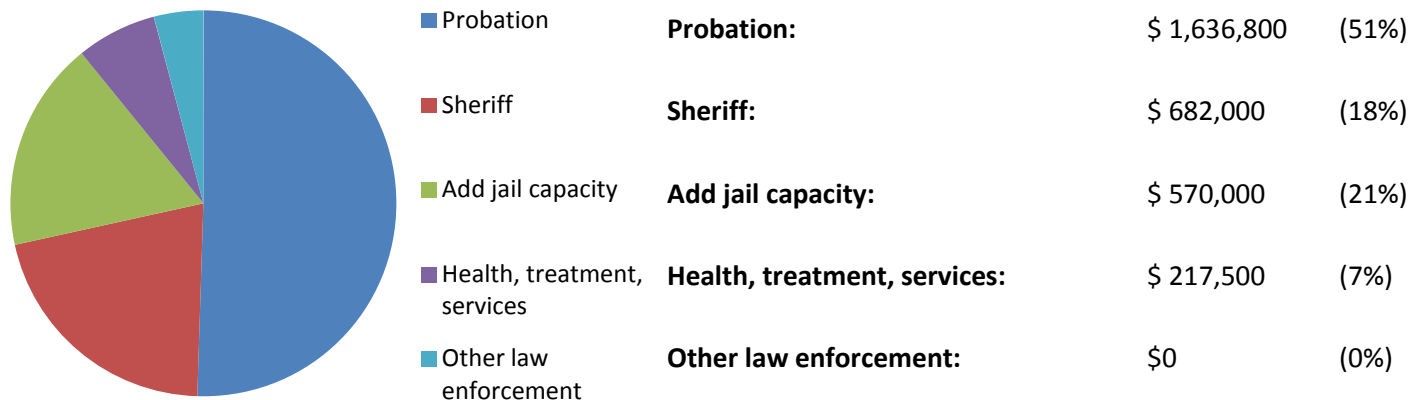 Probation
Sheriff
Add jail capacity
Health, treatment,
services
Other law
enforcement
Probation: $ 1,636,800 (51%)
Sheriff: $ 682,000 (18%)
Add jail capacity: $ 570,000 (21%)
Health, treatment, services: $ 217,500 (7%)
Other law enforcement: $0 (0%)